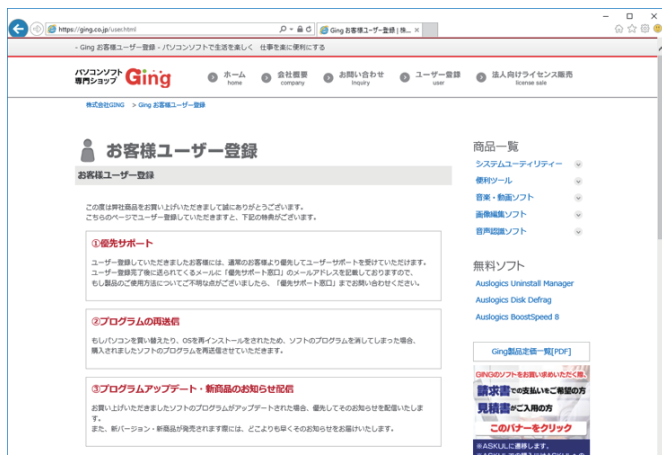 https://ging.co.jp/user.html
Ging お客様ユーザー登録 | 株...
- Ging お客様ユーザー登録 - パソコンソフトで生活を楽しく 仕事を楽に便利にする
パソコンソフト
専門ショップ Ging
ホーム
home
会社概要
company
お問い合わせ
Inquiry
ユーザー登録
user
法人向けライセンス販売
license sale
株式会社GING > Ging お客様ユーザー登録
お客様ユーザー登録
お客様ユーザー登録
この度は弊社商品をお買い上げいただきまして誠にありがとうございます。
こちらのページでユーザー登録していただきますと、下記の特典がございます。
①優先サポート
ユーザー登録していただきましたお客様には、通常のお客様より優先してユーザーサポートを受けていただけます。
ユーザー登録完了後に送られてくるメールに「優先サポート窓口」のメールアドレスを記載しておりますので、
もし製品のご使用方法についてご不明な点がございましたら、「優先サポート窓口」までお問い合わせください。
②プログラムの再送信
もしパソコンを買い替えたり、OSを再インストールをされたため、ソフトのプログラムを消してしまった場合、
購入されましたソフトのプログラムを再送信させていただきます。
③プログラムアップデート・新商品のお知らせ配信
お買い上げいただきましたソフトのプログラムがアップデートされた場合、優先してそのお知らせを配信いたしま
す。
また、新バージョン・新商品が発売されます際には、どこよりも早くそのお知らせをお届けいたします。
商品一覧
システムユーティリティー
便利ツール
音楽・動画ソフト
画像編集ソフト
音声認識ソフト
無料ソフト
Auslogics Uninstall Manager
Auslogics Disk Defrag
Auslogics BoostSpeed 8
Ging製品定価一覧[PDF]
GINGのソフトをお買い求めいただく際、
請求書での支払いをご希望の方
見積書がご入用の方
このバナーをクリック
※ASKULに遷移します。